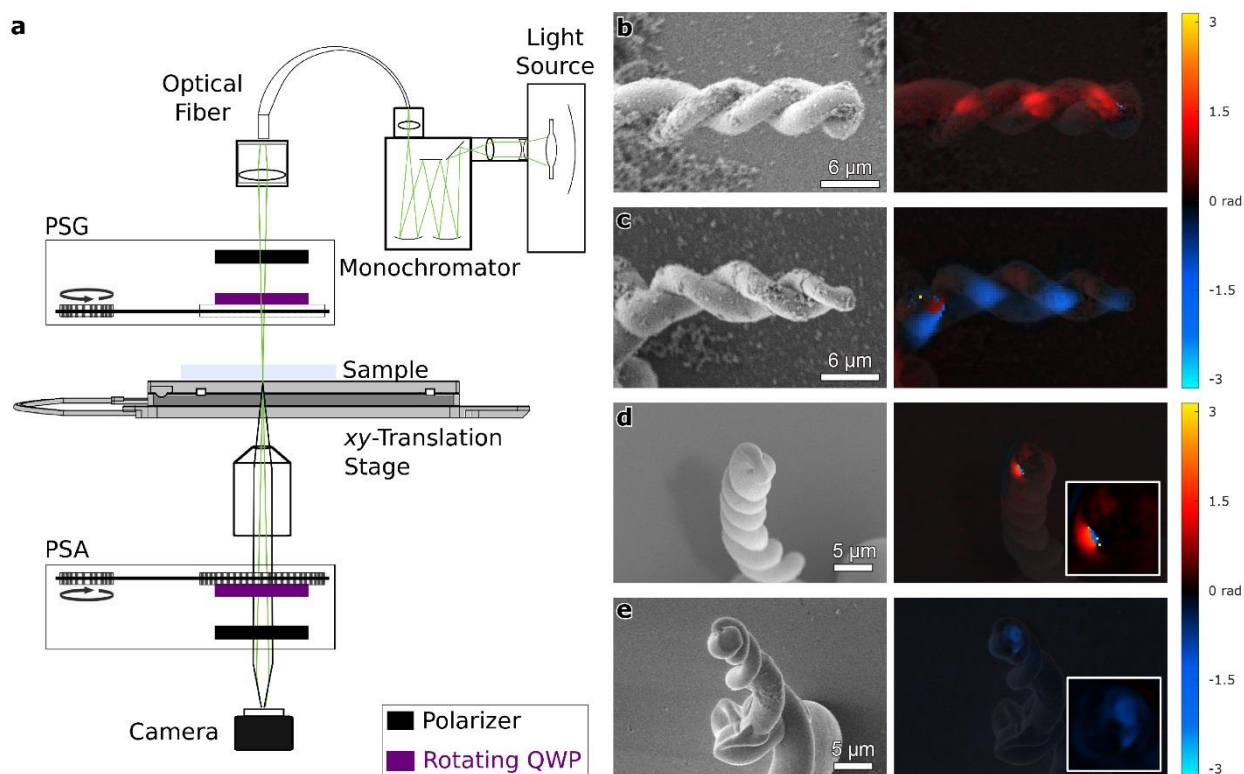 a
Light
Source
Optical
Fiber
Monochromator
PSG
Sample
xy-Translation
Stage
PSA
Camera
Polarizer
Rotating QWP
b
6 µm
c
6 µm
3
1.5
0 rad
-1.5
-3
d
5 µm
e
5 µm
3
1.5
0 rad
-1.5
-3